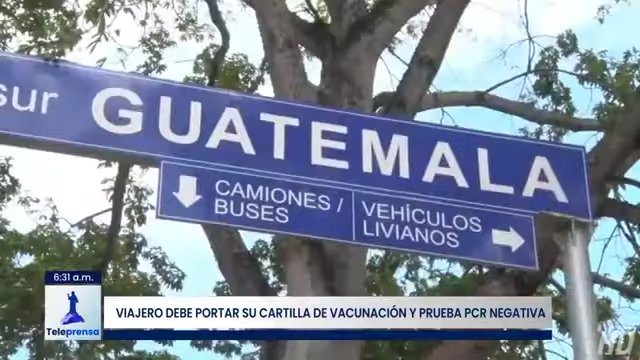 sur GUATEMALA
CAMIONES /
BUSES
VEHÍCULOS
LIVIANOS
6:31 a.m.
Teleprensa
VIAJERO DEBE PORTAR SU CARTILLA DE VACUNACIÓN Y PRUEBA PCR NEGATIVA
HD